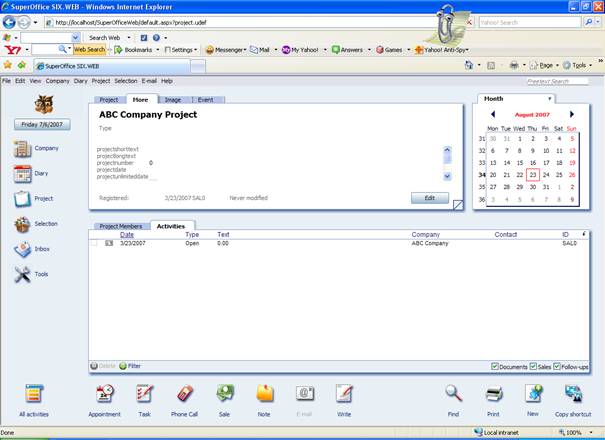 SuperOffice SIX.WEB - Windows Internet Explorer
http://localhost/SuperOfficeWeb/default.aspx?project.udef
Yahoo! Search
Search Web
Y! Web Search Bookmarks Settings Messenger Mail My Yahoo! Answers Games Yahoo! Anti-Spy
SuperOffice SIX.WEB
Page Tools
File Edit View Company Diary Project Selection E-mail Help
Freetext Search
Friday 7/6/2007
Company
Diary
Project
Selection
Inbox
Tools
Project More Image Event
ABC Company Project
Type
projectshorttext
projectlongtext
projectnumber 0
projectdate
projectunlimiteddate
Registered: 3/23/2007 SAL0 Never modified
Edit
Month
August 2007
Mon Tue Wed Thu Fri Sat Sun
31 30 31 1 2 3 4 5
32 6 7 8 9 10 11 12
33 13 14 15 16 17 18 19
34 20 21 22 23 24 25 26
35 27 28 29 30 31 1 2
36 3 4 5 6 7 8 9
Project Members Activities
Date Type Text Company Contact ID
3/23/2007 Open 0.00 ABC Company SAL0
Delete Filter
Documents Sales Follow-ups
All activities Appointment Task Phone Call Sale Note E-mail Write Find Print New Copy shortcut
Done
Local intranet
100%